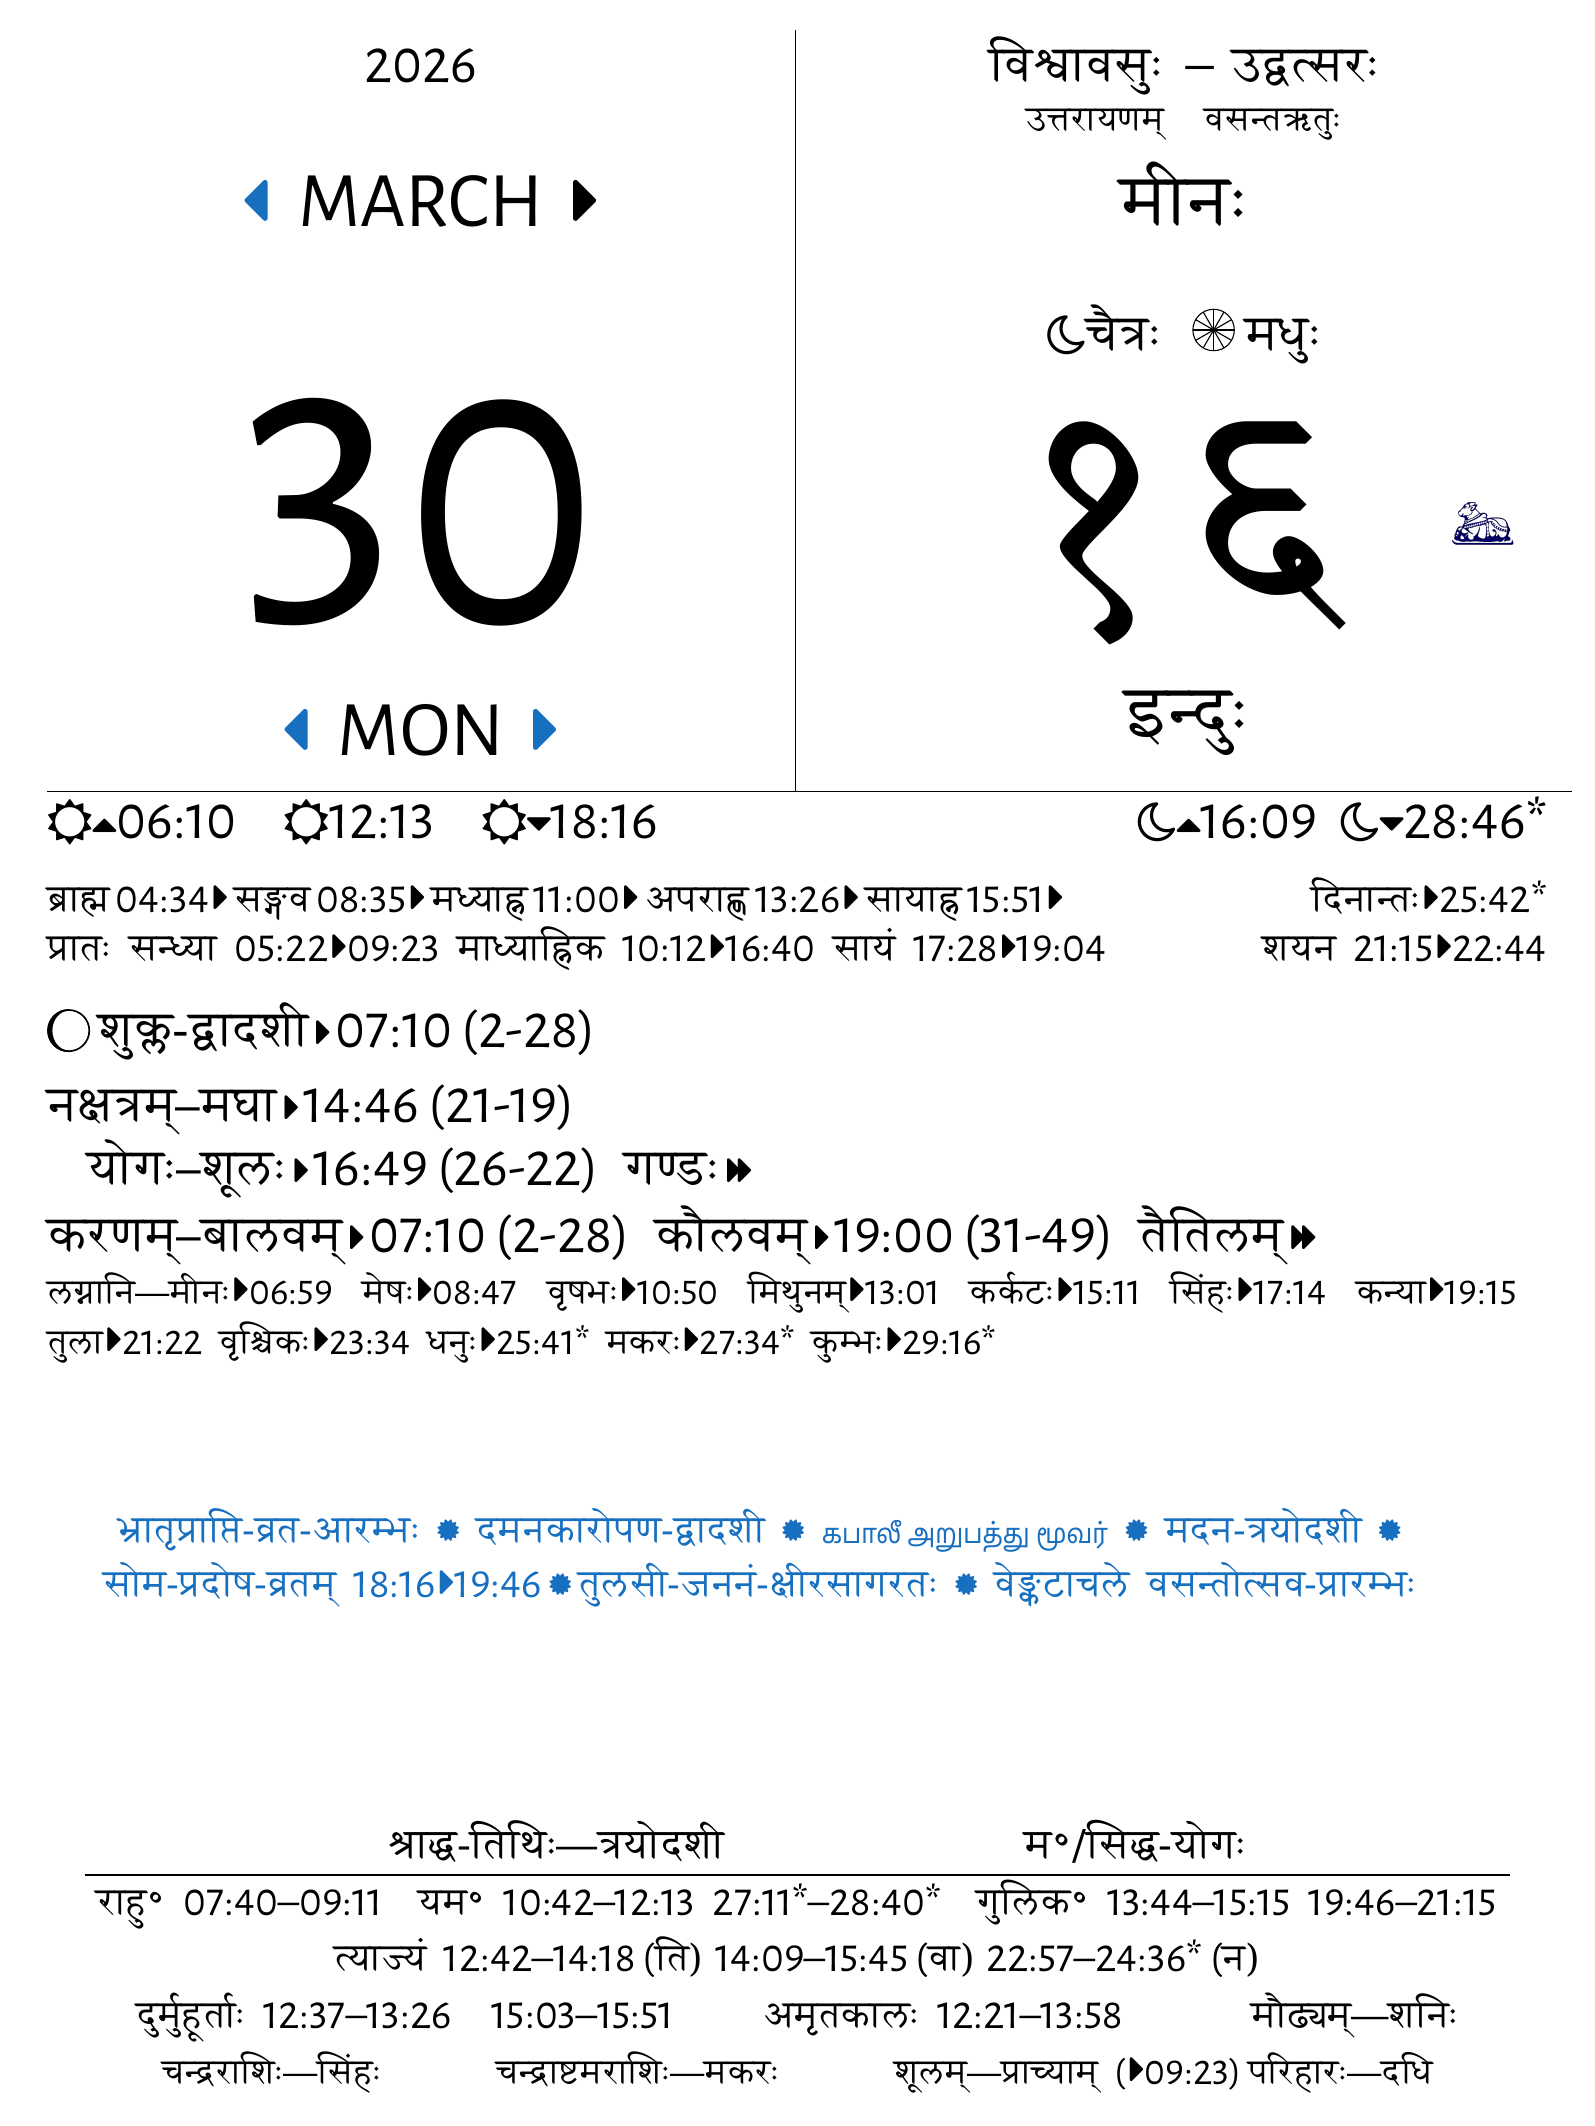 2026
MARCH
30
MON
विश्वावसुः – उद्वत्सरः
उत्तरायणम् वसन्तऋतुः
मीनः
चैत्रः मधुः
१६
इन्दुः
06:10 12:13 18:16 16:09 28:46*
ब्राह्म 04:34 सङ्गव 08:35 मध्याह्न 11:00 अपराह्ण 13:26 सायाह्न 15:51 दिनान्तः 25:42*
प्रातः सन्ध्या 05:22 09:23 माध्याह्निक 10:12 16:40 सायं 17:28 19:04 शयन 21:15 22:44
शुक्ल-द्वादशी 07:10 (2-28)
नक्षत्रम्–मघा 14:46 (21-19)
योगः–शूलः 16:49 (26-22) गण्डः
करणम्–बालवम् 07:10 (2-28) कौलवम् 19:00 (31-49) तैतिलम्
लग्नानि—मीनः 06:59 मेषः 08:47 वृषभः 10:50 मिथुनम् 13:01 कर्कटः 15:11 सिंहः 17:14 कन्या 19:15
तुला 21:22 वृश्चिकः 23:34 धनुः 25:41* मकरः 27:34* कुम्भः 29:16*
भ्रातृप्राप्ति-व्रत-आरम्भः ✹ दमनकारोपण-द्वादशी ✹ கபாலீ அறுபத்து மூவர் ✹ मदन-त्रयोदशी ✹
सोम-प्रदोष-व्रतम् 18:16 19:46 ✹ तुलसी-जननं-क्षीरसागरतः ✹ वेङ्कटाचले वसन्तोत्सव-प्रारम्भः
श्राद्ध-तिथिः—त्रयोदशी म°/सिद्ध-योगः
राहु° 07:40–09:11 यम° 10:42–12:13 27:11*–28:40* गुलिक° 13:44–15:15 19:46–21:15
त्याज्यं 12:42–14:18 (ति) 14:09–15:45 (वा) 22:57–24:36* (न)
दुर्मुहूर्ताः 12:37–13:26 15:03–15:51 अमृतकालः 12:21–13:58 मौढ्यम्—शनिः
चन्द्रराशिः—सिंहः चन्द्राष्टमराशिः—मकरः शूलम्—प्राच्याम् (09:23) परिहारः—दधि